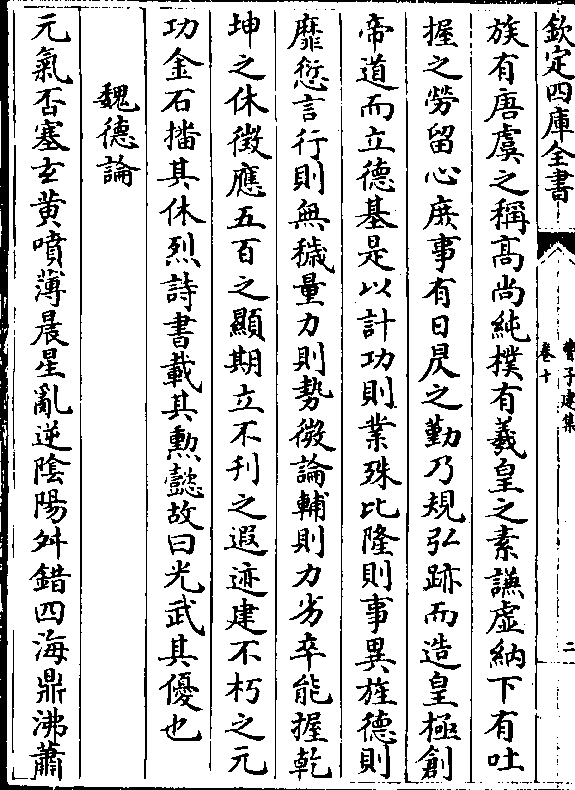 欽定四庫全書
曹子建集
卷十
二
族有唐虞之稱髙尚純樸有羲皇之素謙虛納下有吐
握之勞留心庶事有日昃之勤乃規弘跡而造皇極創
帝道而立德基是以計功則業殊比隆則事異旌德則
靡愆言行則無穢量力則勢微論輔則力劣卒能握乾
坤之休徴應五百之顯期立不刋之遐迹建不朽之元
功金石播其休烈詩書載其勲懿故曰光武其優也
魏德論
元氣否塞玄黄噴薄晨星亂逆陰陽舛錯四海鼎沸蕭